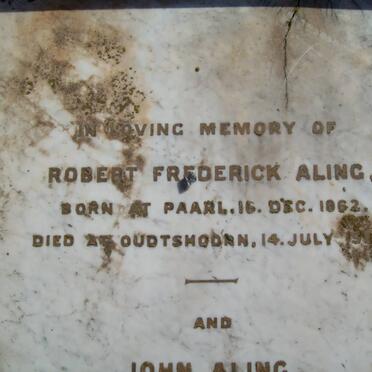 IN LOVING MEMORY OF
ROBERT FREDERICK ALING,
BORN AT PAARL. 16. DEC. 1862.
DIED AT OUDTSHOORN, 14. JULY
AND
JOHN ALING